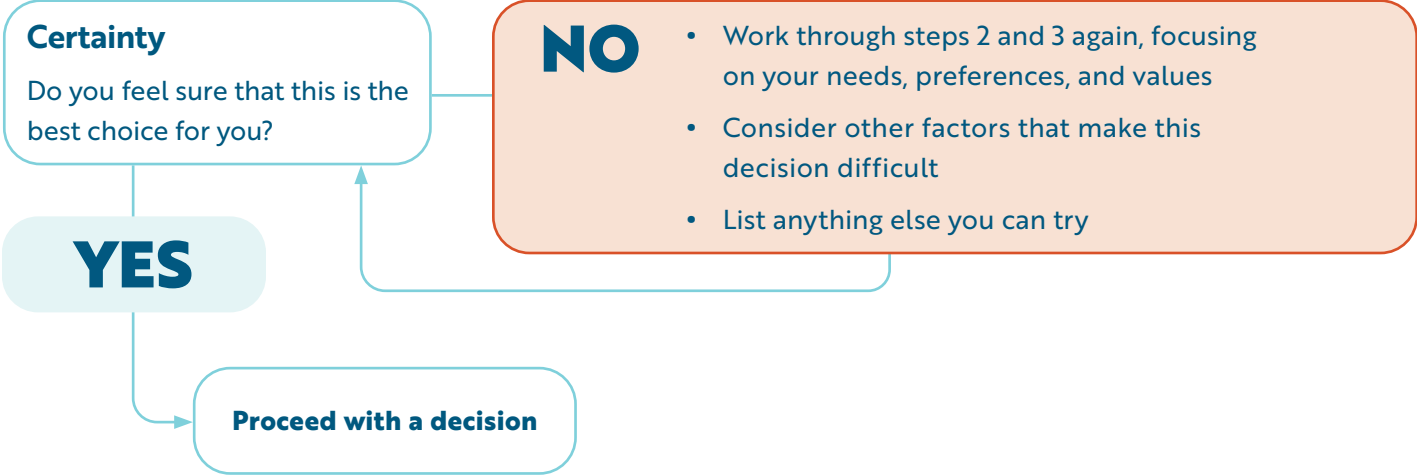 Certainty
Do you feel sure that this is the
best choice for you?
NO
• Work through steps 2 and 3 again, focusing
on your needs, preferences, and values
• Consider other factors that make this
decision difficult
• List anything else you can try
YES
Proceed with a decision